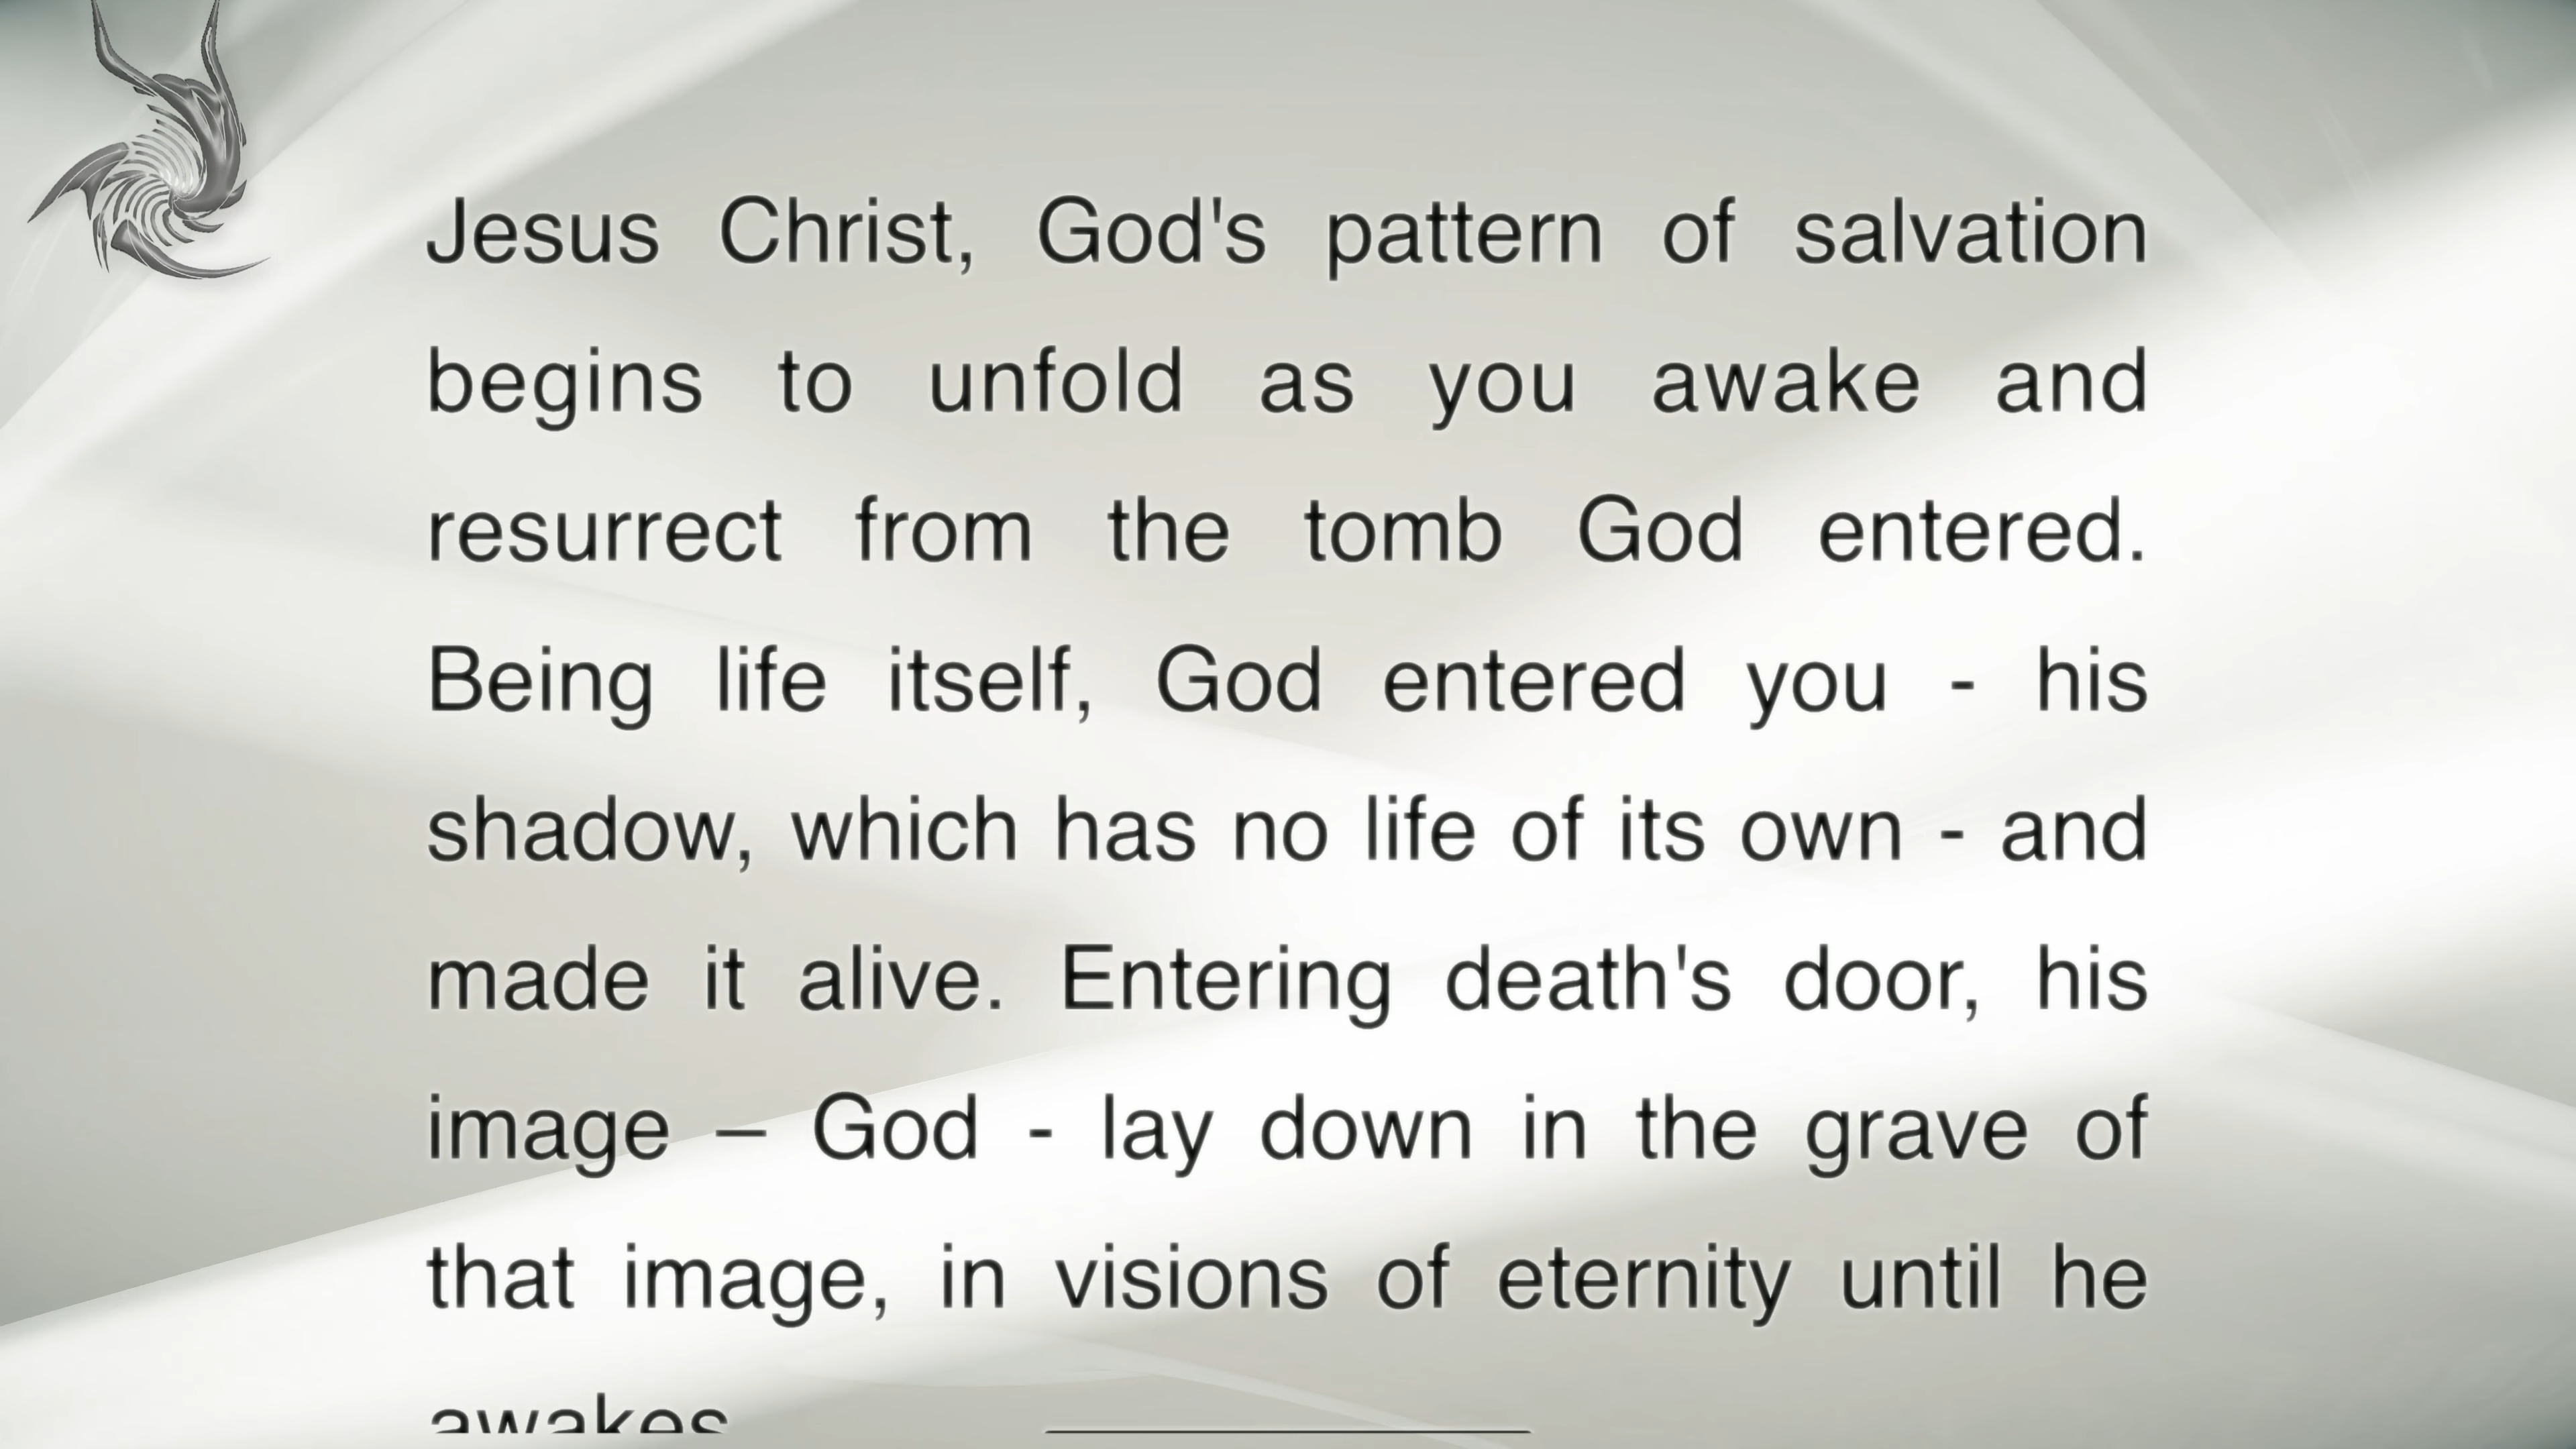 Jesus Christ, God's pattern of salvation
begins to unfold as you awake and
resurrect from the tomb God entered.
Being life itself, God entered you - his
shadow, which has no life of its own - and
made it alive. Entering death's door, his
image – God - lay down in the grave of
that image, in visions of eternity until he
awakes